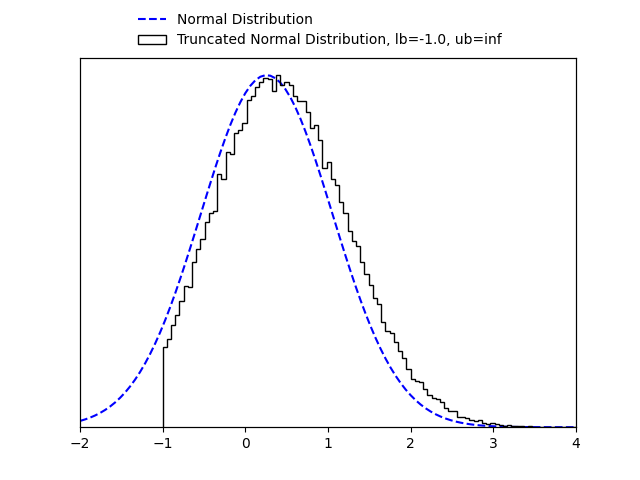 Normal Distribution
Truncated Normal Distribution, lb=-1.0, ub=inf
−2 −1 0 1 2 3 4